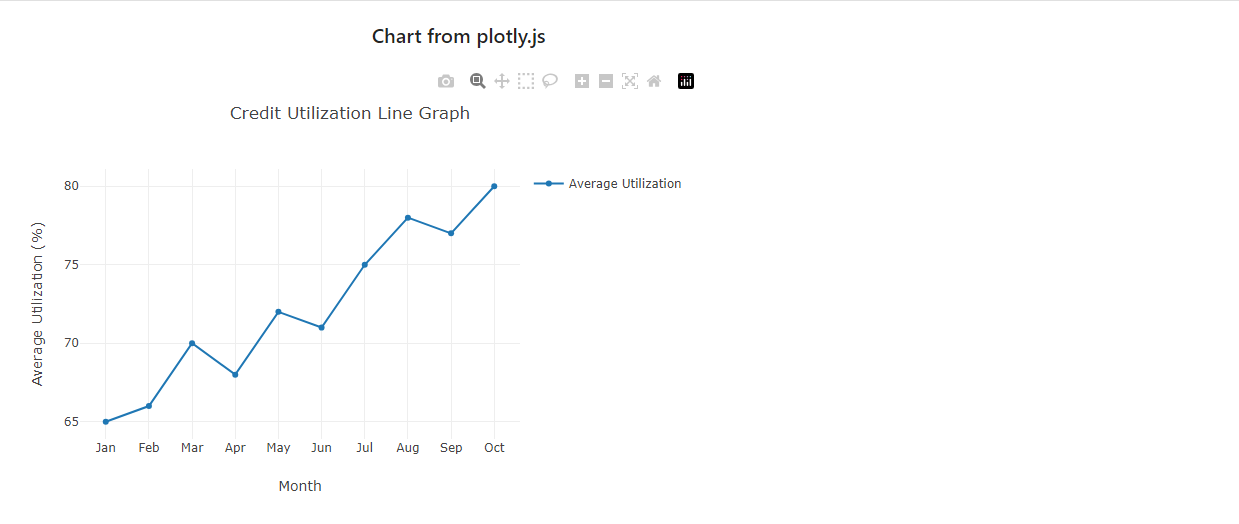 Chart from plotly.js
Credit Utilization Line Graph
80
75
70
65
Average Utilization (%)
Average Utilization
Jan Feb Mar Apr May Jun Jul Aug Sep Oct
Month